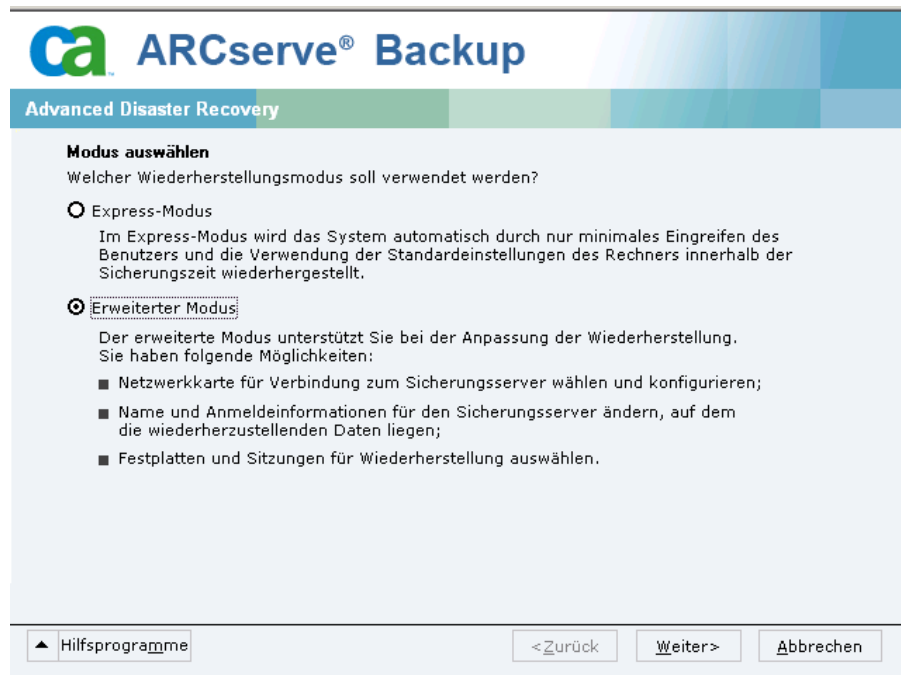 ca ARCserve® Backup
Advanced Disaster Recovery
Modus auswählen
Welcher Wiederherstellungsmodus soll verwendet werden?
Express-Modus
Im Express-Modus wird das System automatisch durch nur minimales Eingreifen des
Benutzers und die Verwendung der Standardeinstellungen des Rechners innerhalb der
Sicherungszeit wiederhergestellt.
Erweiterter Modus
Der erweiterte Modus unterstützt Sie bei der Anpassung der Wiederherstellung.
Sie haben folgende Möglichkeiten:
Netzwerkkarte für Verbindung zum Sicherungsserver wählen und konfigurieren;
Name und Anmeldeinformationen für den Sicherungsserver ändern, auf dem
die wiederherzustellenden Daten liegen;
Festplatten und Sitzungen für Wiederherstellung auswählen.
Hilfsprogramme <Zurück Weiter> Abbrechen